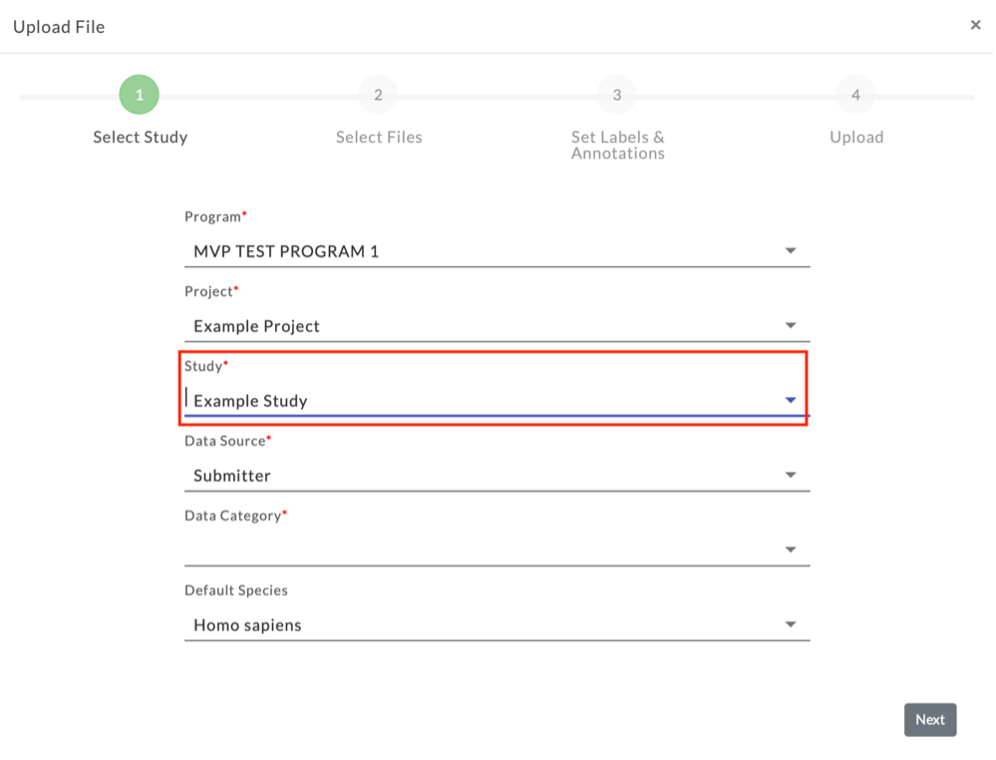 Upload File ×
1 2 3 4
Select Study Select Files Set Labels & Upload
Annotations
Program*
MVP TEST PROGRAM 1
Project*
Example Project
Study*
Example Study
Data Source*
Submitter
Data Category*
Default Species
Homo sapiens
Next